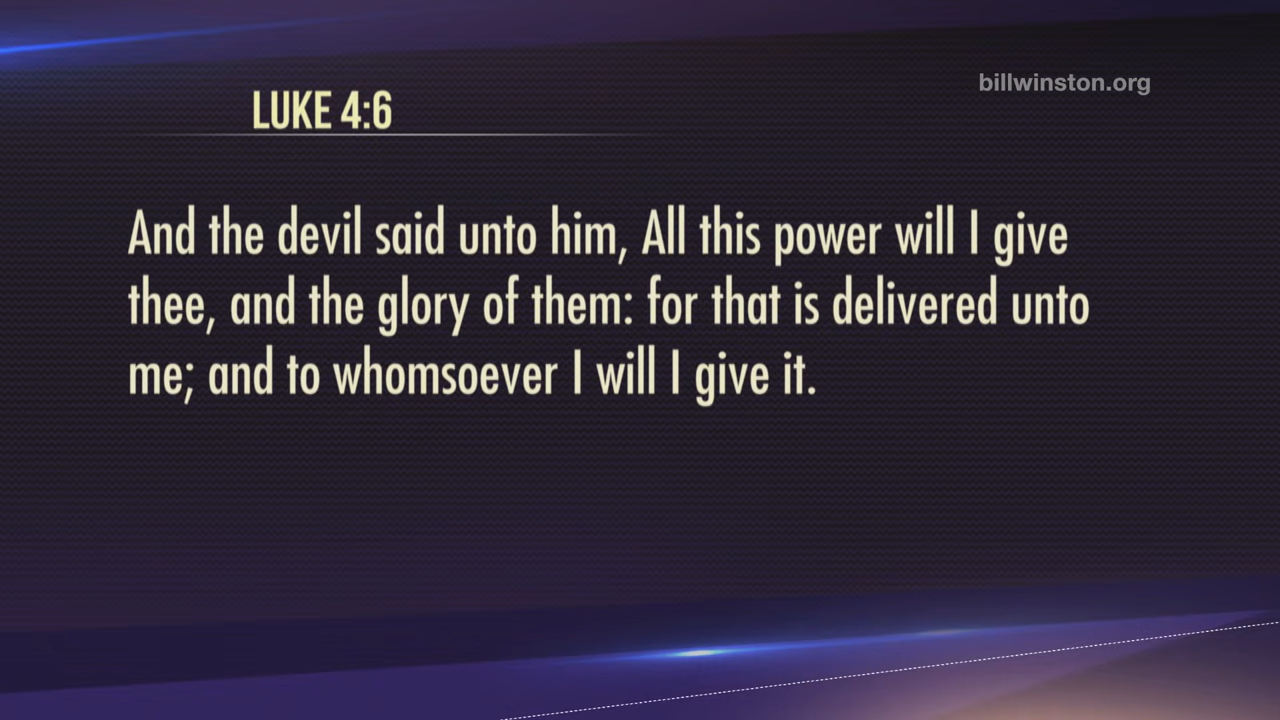 billwinston.org
LUKE 4:6
And the devil said unto him, All this power will I give
thee, and the glory of them: for that is delivered unto
me; and to whomsoever I will I give it.